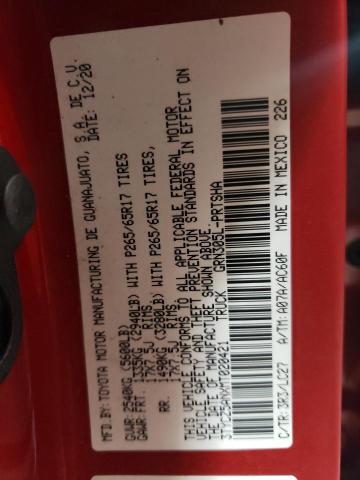 MFD. BY: TOYOTA MOTOR MANUFACTURING DE GUANAJUATO, S.A. DE C.V.
DATE: 12/20
GVWR: 2540KG (5600LB)
GAWR: FRT. 1335KG (2940LB) WITH P265/65R17 TIRES
17X7.5J RIMS
RR. 1490KG (3280LB) WITH P265/65R17 TIRES,
17X7.5J RIMS
THIS VEHICLE CONFORMS TO ALL APPLICABLE FEDERAL MOTOR
VEHICLE SAFETY AND THEFT PREVENTION STANDARDS IN EFFECT ON
THE DATE OF MANUFACTURE SHOWN ABOVE.
TRUCK GRN305L-PRTSHA
C/TR: 3R3/LC27 A/TM: A07A/AC60F MADE IN MEXICO 226